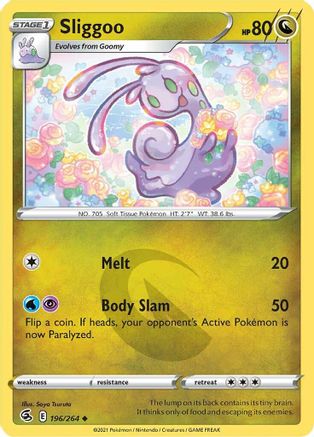 STAGE 1
Sliggoo
HP 80
Evolves from Goomy
NO. 705 Soft Tissue Pokémon HT: 2'7" WT: 38.6 lbs.
Melt 20
Body Slam 50
Flip a coin. If heads, your opponent's Active Pokémon is
now Paralyzed.
weakness resistance retreat
Illus. Saya Tsuruta
The lump on its back contains its tiny brain.
It thinks only of food and escaping its enemies.
E 196/264
©2021 Pokémon / Nintendo / Creatures / GAME FREAK